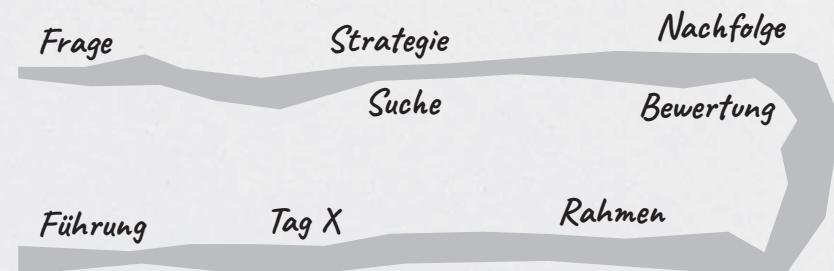 Frage
Strategie
Nachfolge
Suche
Bewertung
Führung
Tag X
Rahmen